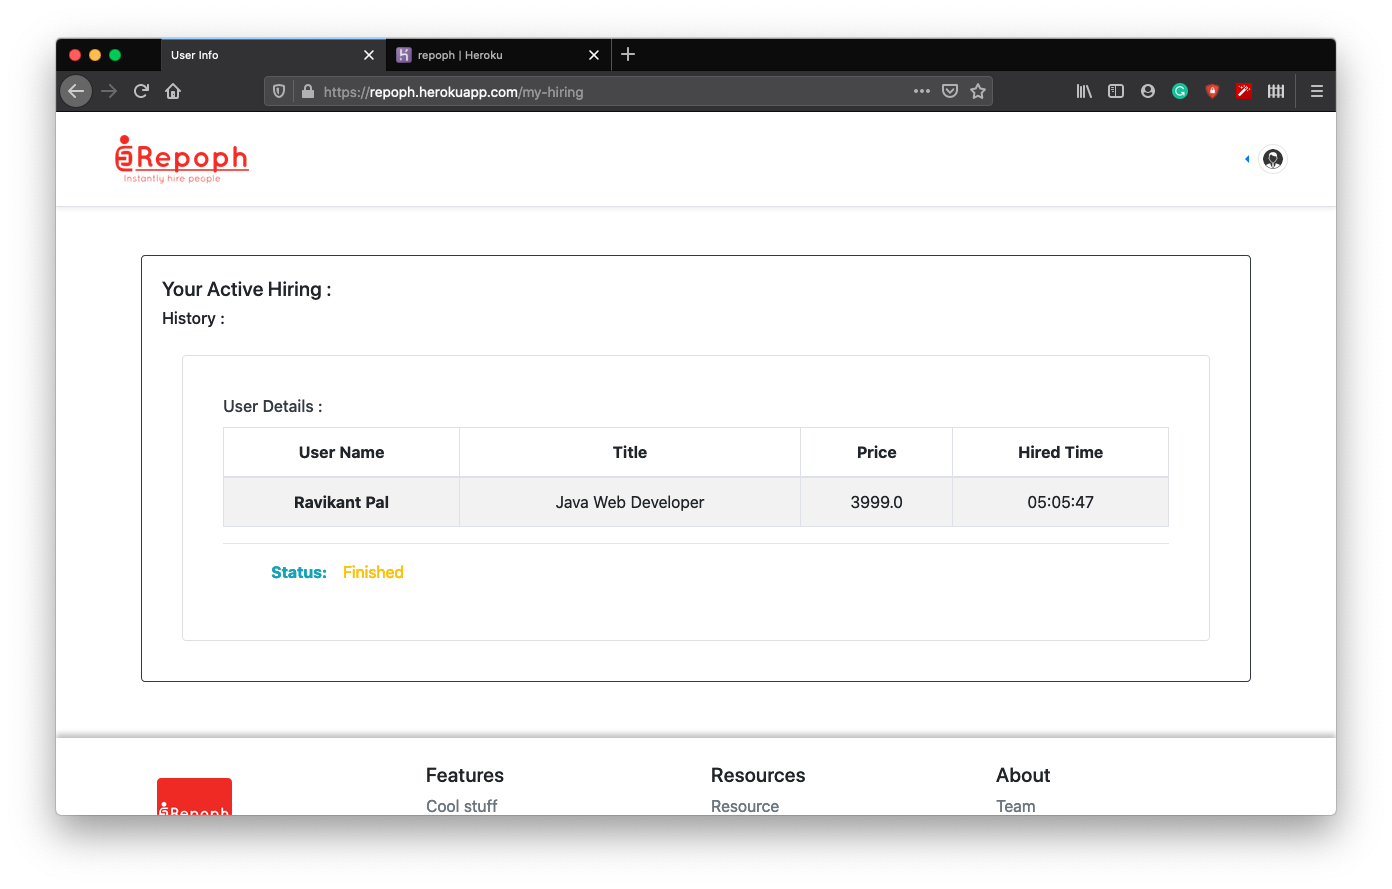 User Info
repoph | Heroku
https://repoph.herokuapp.com/my-hiring
Repoph
Instantly hire people
Your Active Hiring :
History :
User Details :
User Name Title Price Hired Time
Ravikant Pal Java Web Developer 3999.0 05:05:47
Status: Finished
Features Resources About
Repoph
Cool stuff Resource Team